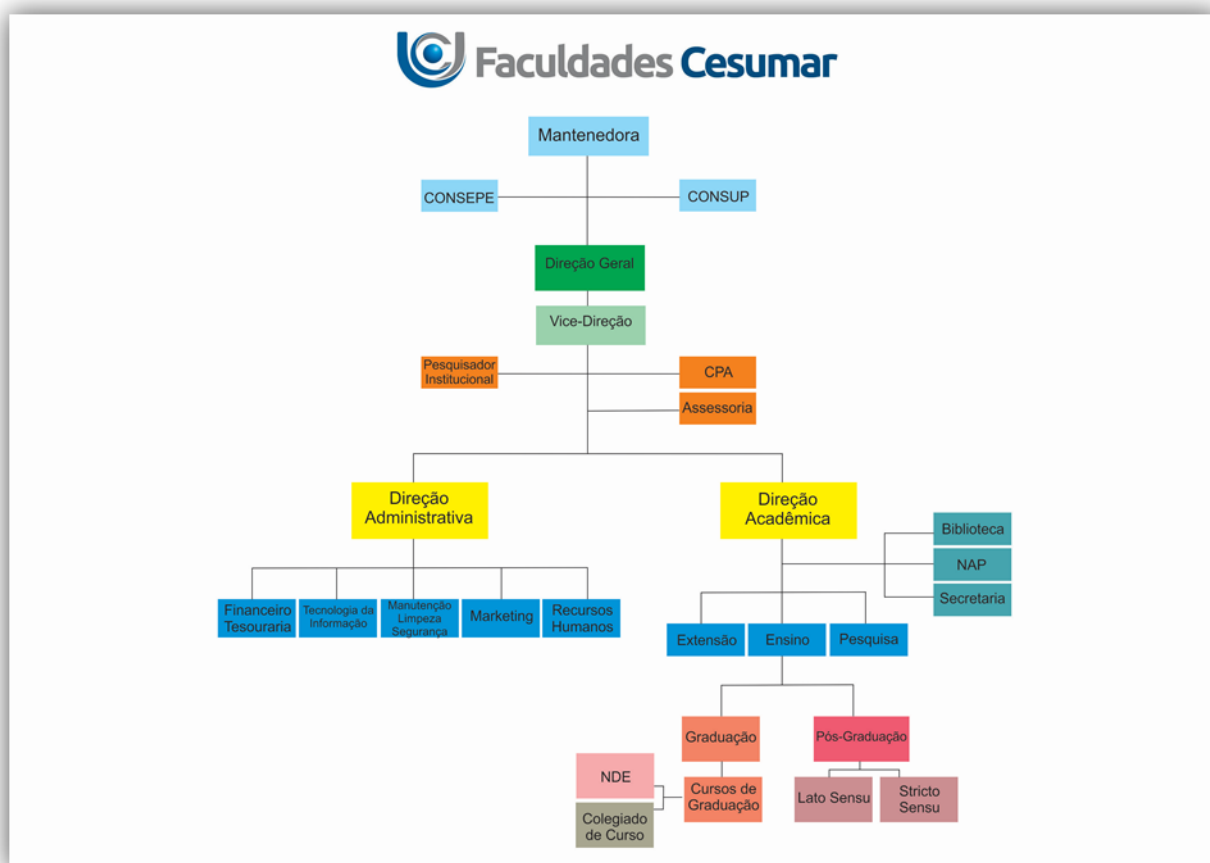 Faculdades Cesumar
Mantenedora
CONSEPE
CONSUP
Direção Geral
Vice-Direção
Pesquisador
Institucional
CPA
Assessoria
Direção
Administrativa
Direção
Acadêmica
Biblioteca
NAP
Secretaria
Financeiro
Tesouraria
Tecnologia da
Informação
Manutenção
Limpeza
Segurança
Marketing
Recursos
Humanos
Extensão
Ensino
Pesquisa
Graduação
Pós-Graduação
NDE
Colegiado
de Curso
Cursos de
Graduação
Lato Sensu
Stricto
Sensu